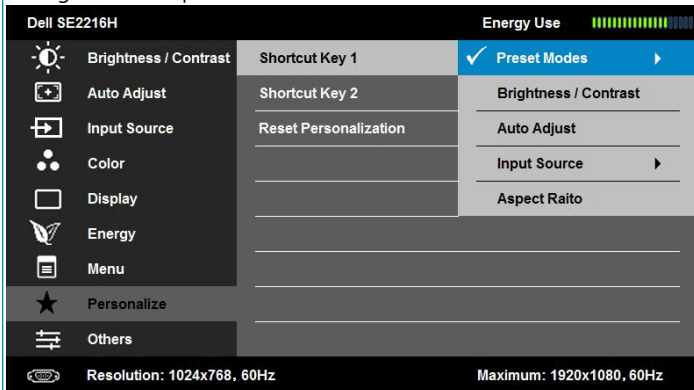 Dell SE2216H Energy Use
Brightness / Contrast Shortcut Key 1 Preset Modes
Auto Adjust Shortcut Key 2 Brightness / Contrast
Input Source Reset Personalization Auto Adjust
Color Input Source
Display Aspect Raito
Energy
Menu
Personalize
Others
Resolution: 1024x768, 60Hz Maximum: 1920x1080, 60Hz